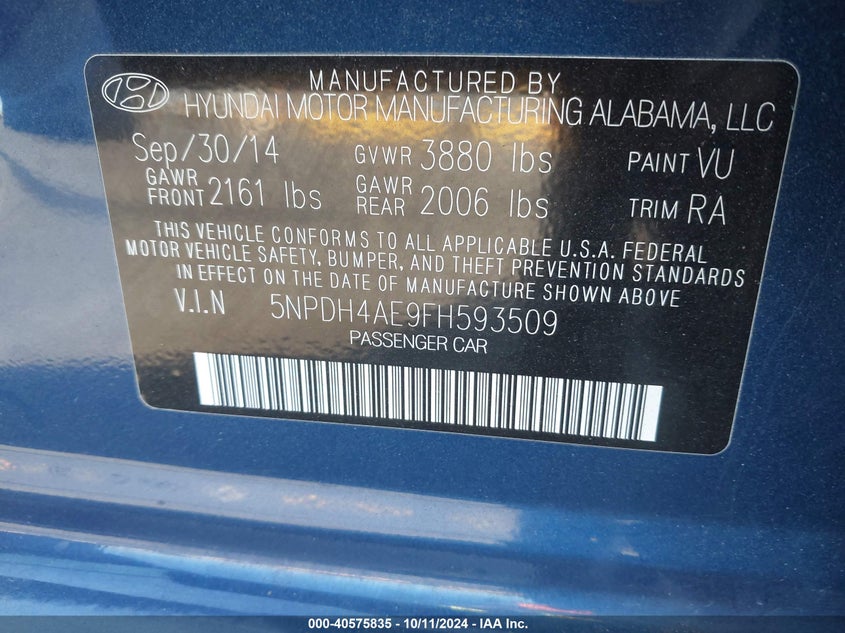 MANUFACTURED BY
HYUNDAI MOTOR MANUFACTURING ALABAMA, LLC
Sep/30/14 GVWR 3880 lbs PAINT VU
GAWR FRONT 2161 lbs GAWR REAR 2006 lbs TRIM RA
THIS VEHICLE CONFORMS TO ALL APPLICABLE U.S.A. FEDERAL
MOTOR VEHICLE SAFETY, BUMPER, AND THEFT PREVENTION STANDARDS
IN EFFECT ON THE DATE OF MANUFACTURE SHOWN ABOVE
V.I.N 5NPDH4AE9FH593509
PASSENGER CAR
000-40575835 - 10/11/2024 - IAA Inc.